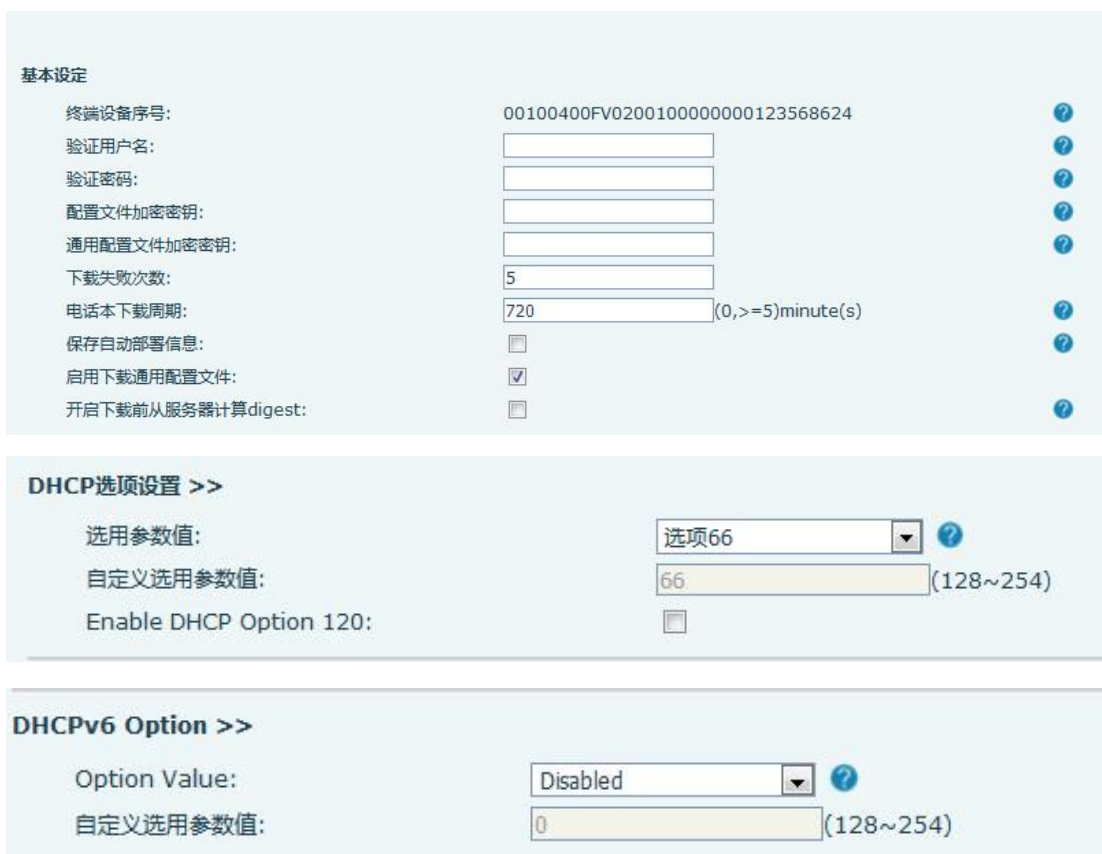 基本设定
终端设备序号: 00100400FV0200100000000123568624
验证用户名:
验证密码:
配置文件加密密钥:
通用配置文件加密密钥:
下载失败次数: 5
电话本下载周期: 720 (0,>=5)minute(s)
保存自动部署信息:
启用下载通用配置文件:
开启下载前从服务器计算digest:
DHCP选项设置 >>
选用参数值: 选项66
自定义选用参数值: 66 (128~254)
Enable DHCP Option 120:
DHCPv6 Option >>
Option Value: Disabled
自定义选用参数值: 0 (128~254)